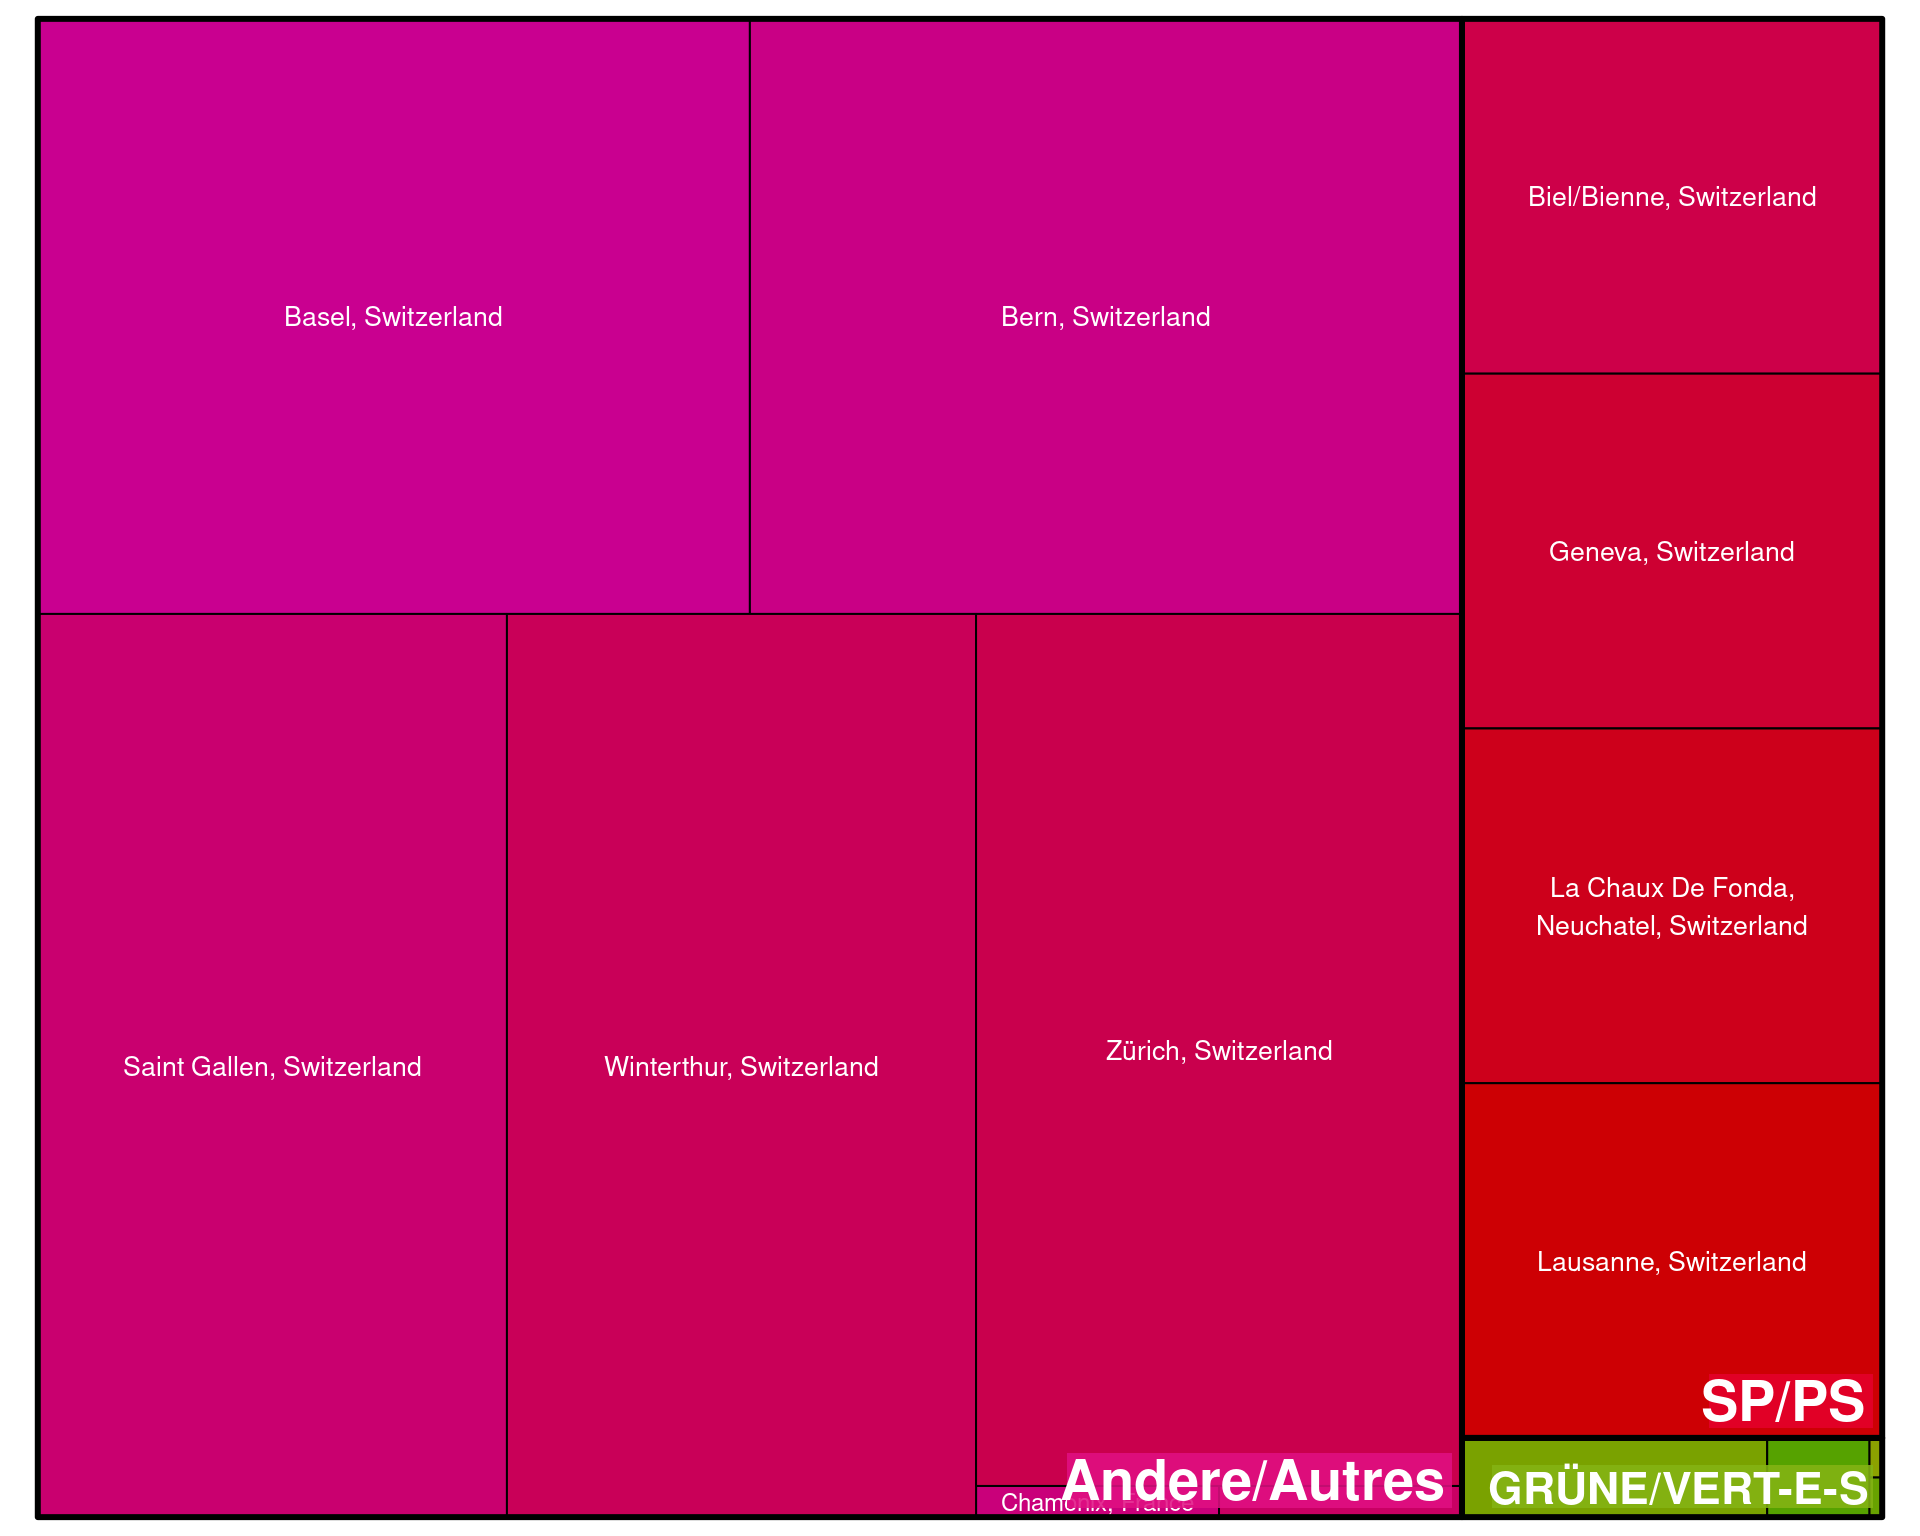 Basel, Switzerland
Bern, Switzerland
Biel/Bienne, Switzerland
Geneva, Switzerland
La Chaux De Fonda,
Neuchatel, Switzerland
Saint Gallen, Switzerland
Winterthur, Switzerland
Zürich, Switzerland
Lausanne, Switzerland
SP/PS
Chamonix, France
Andere/Autres
GRÜNE/VERT-E-S